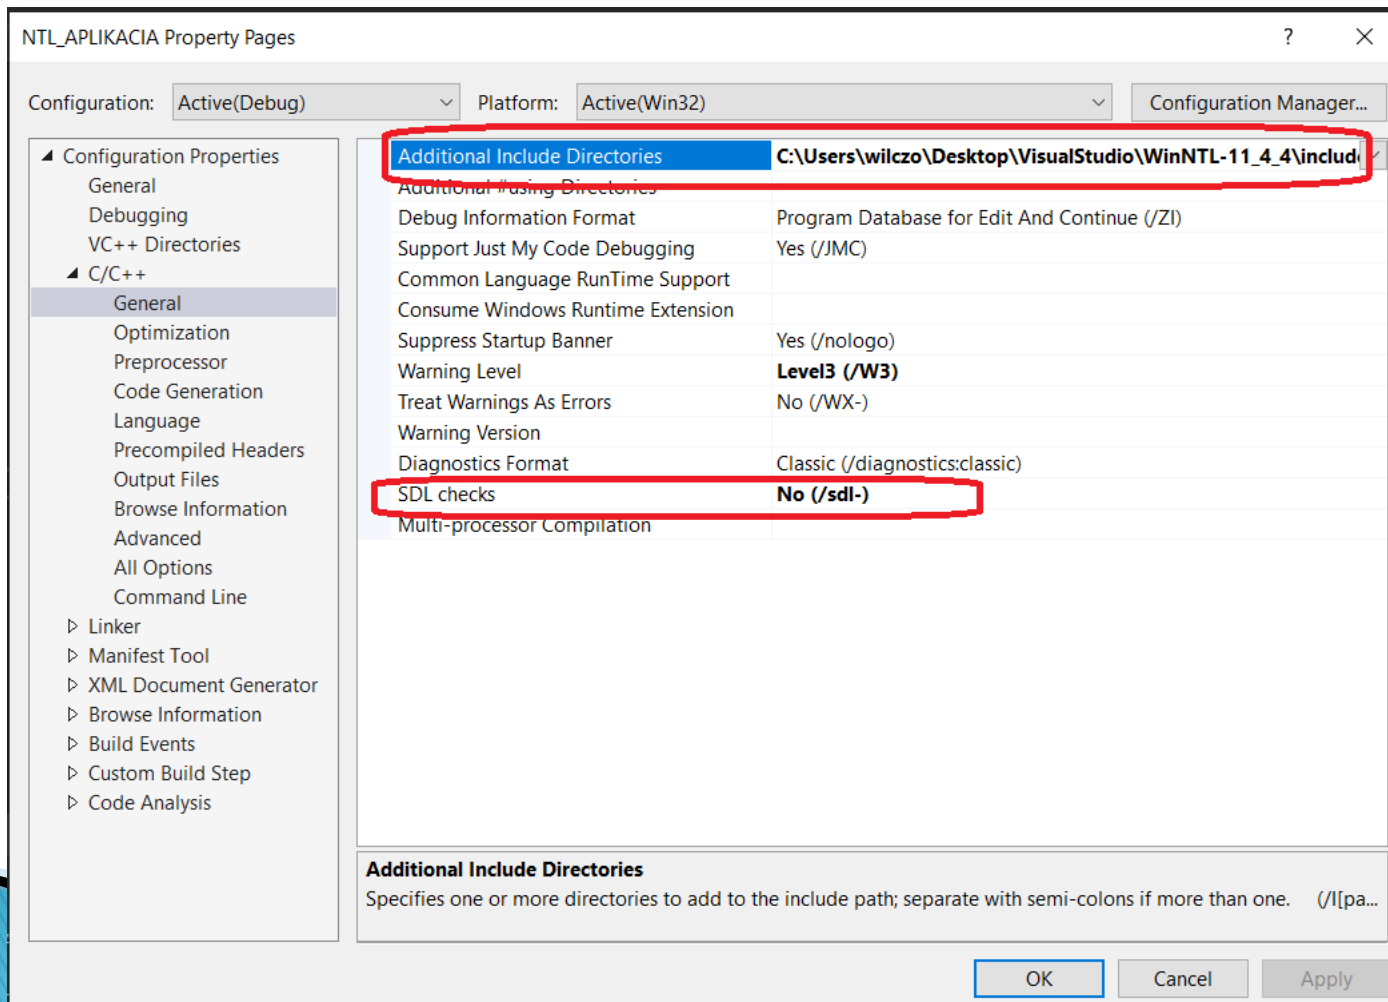 NTL_APLIKACIA Property Pages
?
Configuration: Active(Debug) Platform: Active(Win32) Configuration Manager...
Configuration Properties
General
Debugging
VC++ Directories
C/C++
General
Optimization
Preprocessor
Code Generation
Language
Precompiled Headers
Output Files
Browse Information
Advanced
All Options
Command Line
Linker
Manifest Tool
XML Document Generator
Browse Information
Build Events
Custom Build Step
Code Analysis
Additional Include Directories C:\Users\wilczo\Desktop\VisualStudio\WinNTL-11_4_4\include
Additional #using Directories
Debug Information Format Program Database for Edit And Continue (/ZI)
Support Just My Code Debugging Yes (/JMC)
Common Language RunTime Support
Consume Windows Runtime Extension
Suppress Startup Banner Yes (/nologo)
Warning Level Level3 (/W3)
Treat Warnings As Errors No (/WX-)
Warning Version
Diagnostics Format Classic (/diagnostics:classic)
SDL checks No (/sdl-)
Multi-processor Compilation
Additional Include Directories
Specifies one or more directories to add to the include path; separate with semi-colons if more than one. (/I[pa...
OK Cancel Apply